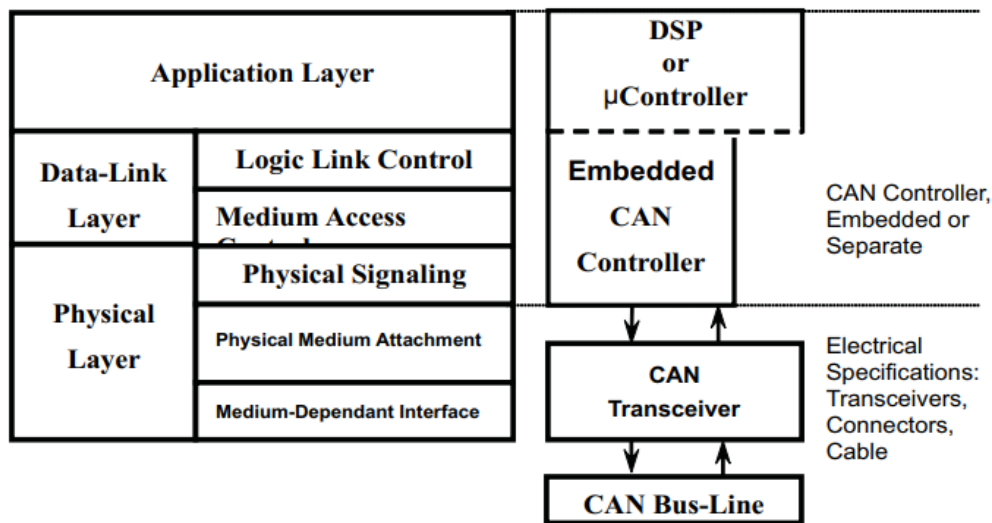 Application Layer
Data-Link
Layer
Logic Link Control
Medium Access
Physical
Layer
Physical Signaling
Physical Medium Attachment
Medium-Dependant Interface
DSP
or
μController
Embedded
CAN
Controller
CAN
Transceiver
CAN Bus-Line
CAN Controller,
Embedded or
Separate
Electrical
Specifications:
Transceivers,
Connectors,
Cable